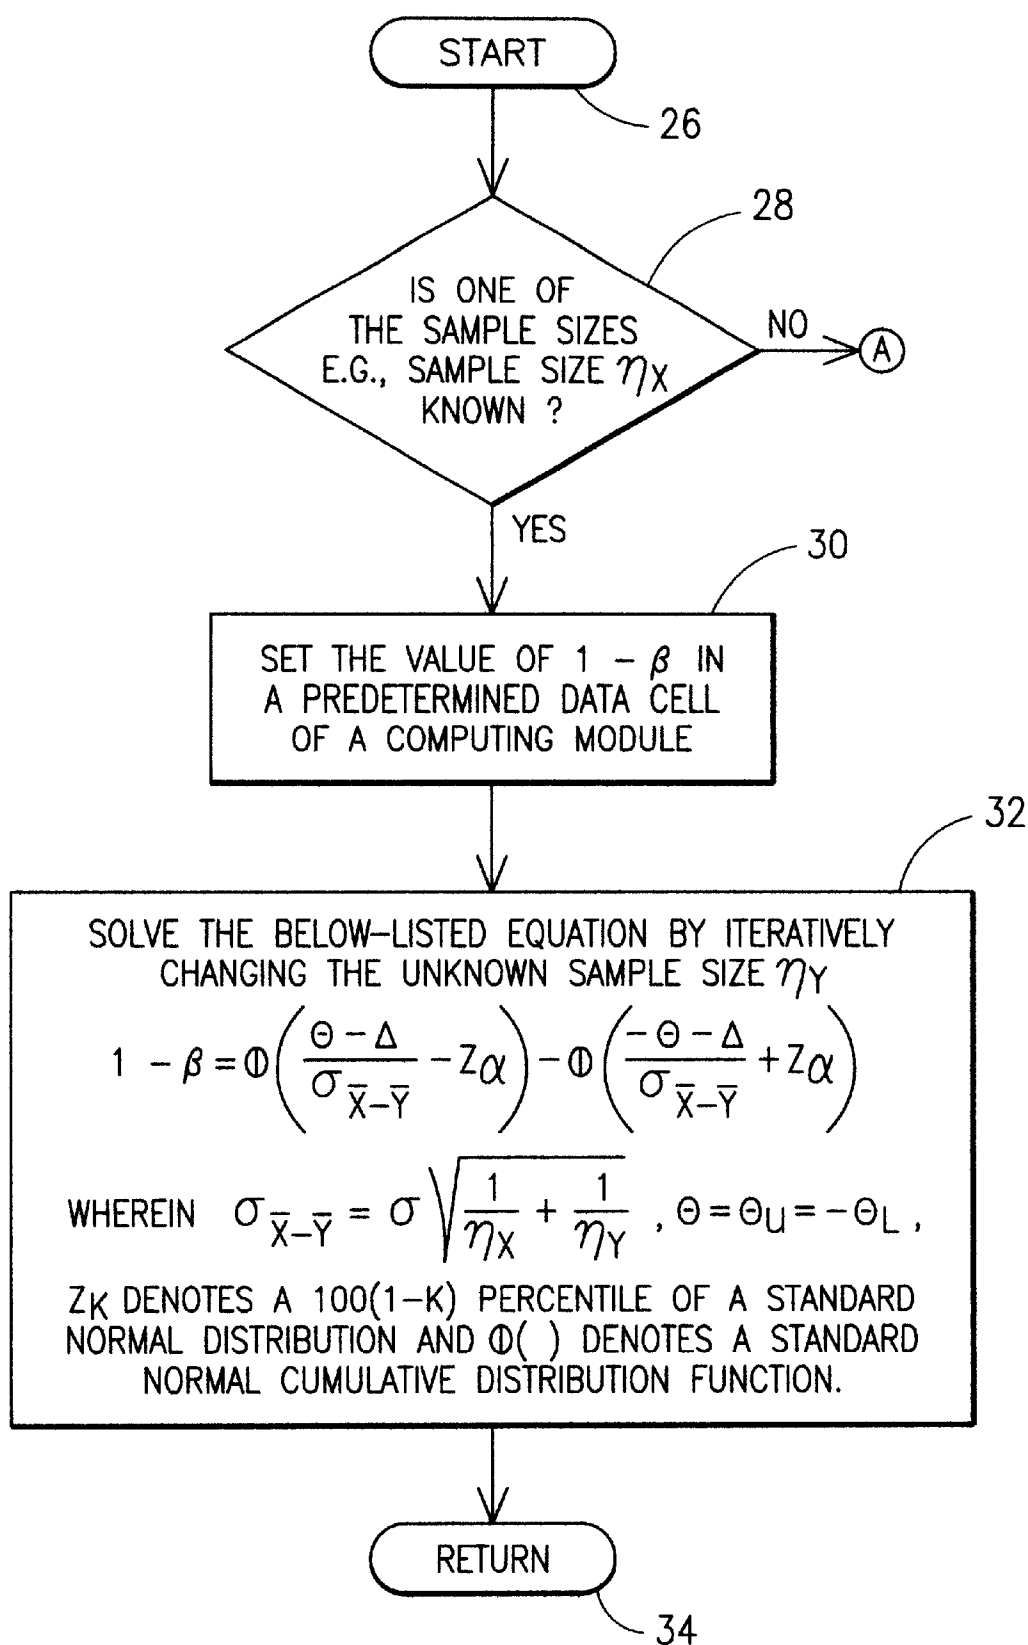 START
26
28
IS ONE OF
THE SAMPLE SIZES
E.G., SAMPLE SIZE ηX
KNOWN ?
NO
A
YES
30
SET THE VALUE OF 1 - β IN
A PREDETERMINED DATA CELL
OF A COMPUTING MODULE
32
SOLVE THE BELOW-LISTED EQUATION BY ITERATIVELY
CHANGING THE UNKNOWN SAMPLE SIZE ηY
1 - β = Φ( (Θ - Δ) / σ_X̅-Y̅ - Zα ) - Φ( (-Θ - Δ) / σ_X̅-Y̅ + Zα )
WHEREIN σ_X̅-Y̅ = σ √(1/ηX + 1/ηY) , Θ = ΘU = -ΘL ,
ZK DENOTES A 100(1-K) PERCENTILE OF A STANDARD
NORMAL DISTRIBUTION AND Φ( ) DENOTES A STANDARD
NORMAL CUMULATIVE DISTRIBUTION FUNCTION.
RETURN
34